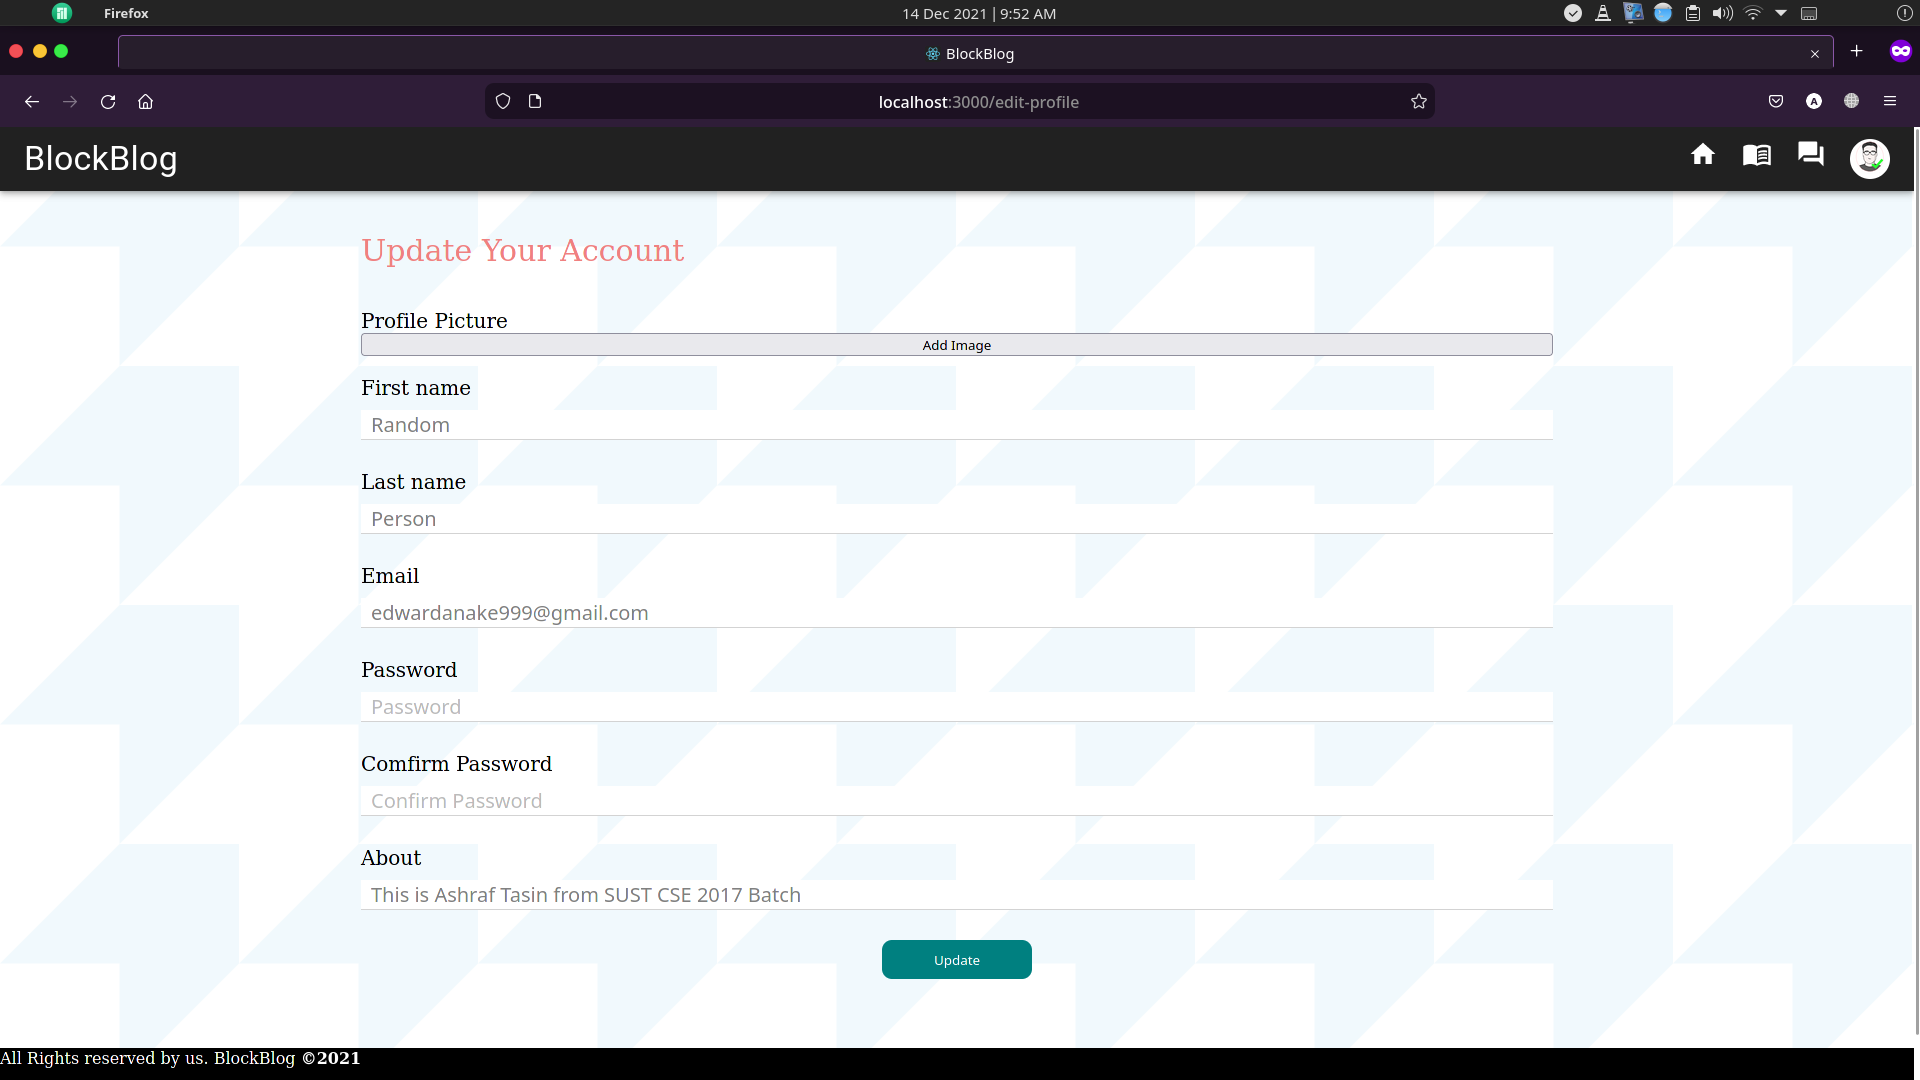 Firefox
14 Dec 2021 | 9:52 AM
BlockBlog
localhost:3000/edit-profile
A
BlockBlog
Update Your Account
Profile Picture
Add Image
First name
Random
Last name
Person
Email
edwardanake999@gmail.com
Password
Password
Comfirm Password
Confirm Password
About
This is Ashraf Tasin from SUST CSE 2017 Batch
Update
All Rights reserved by us. BlockBlog ©2021